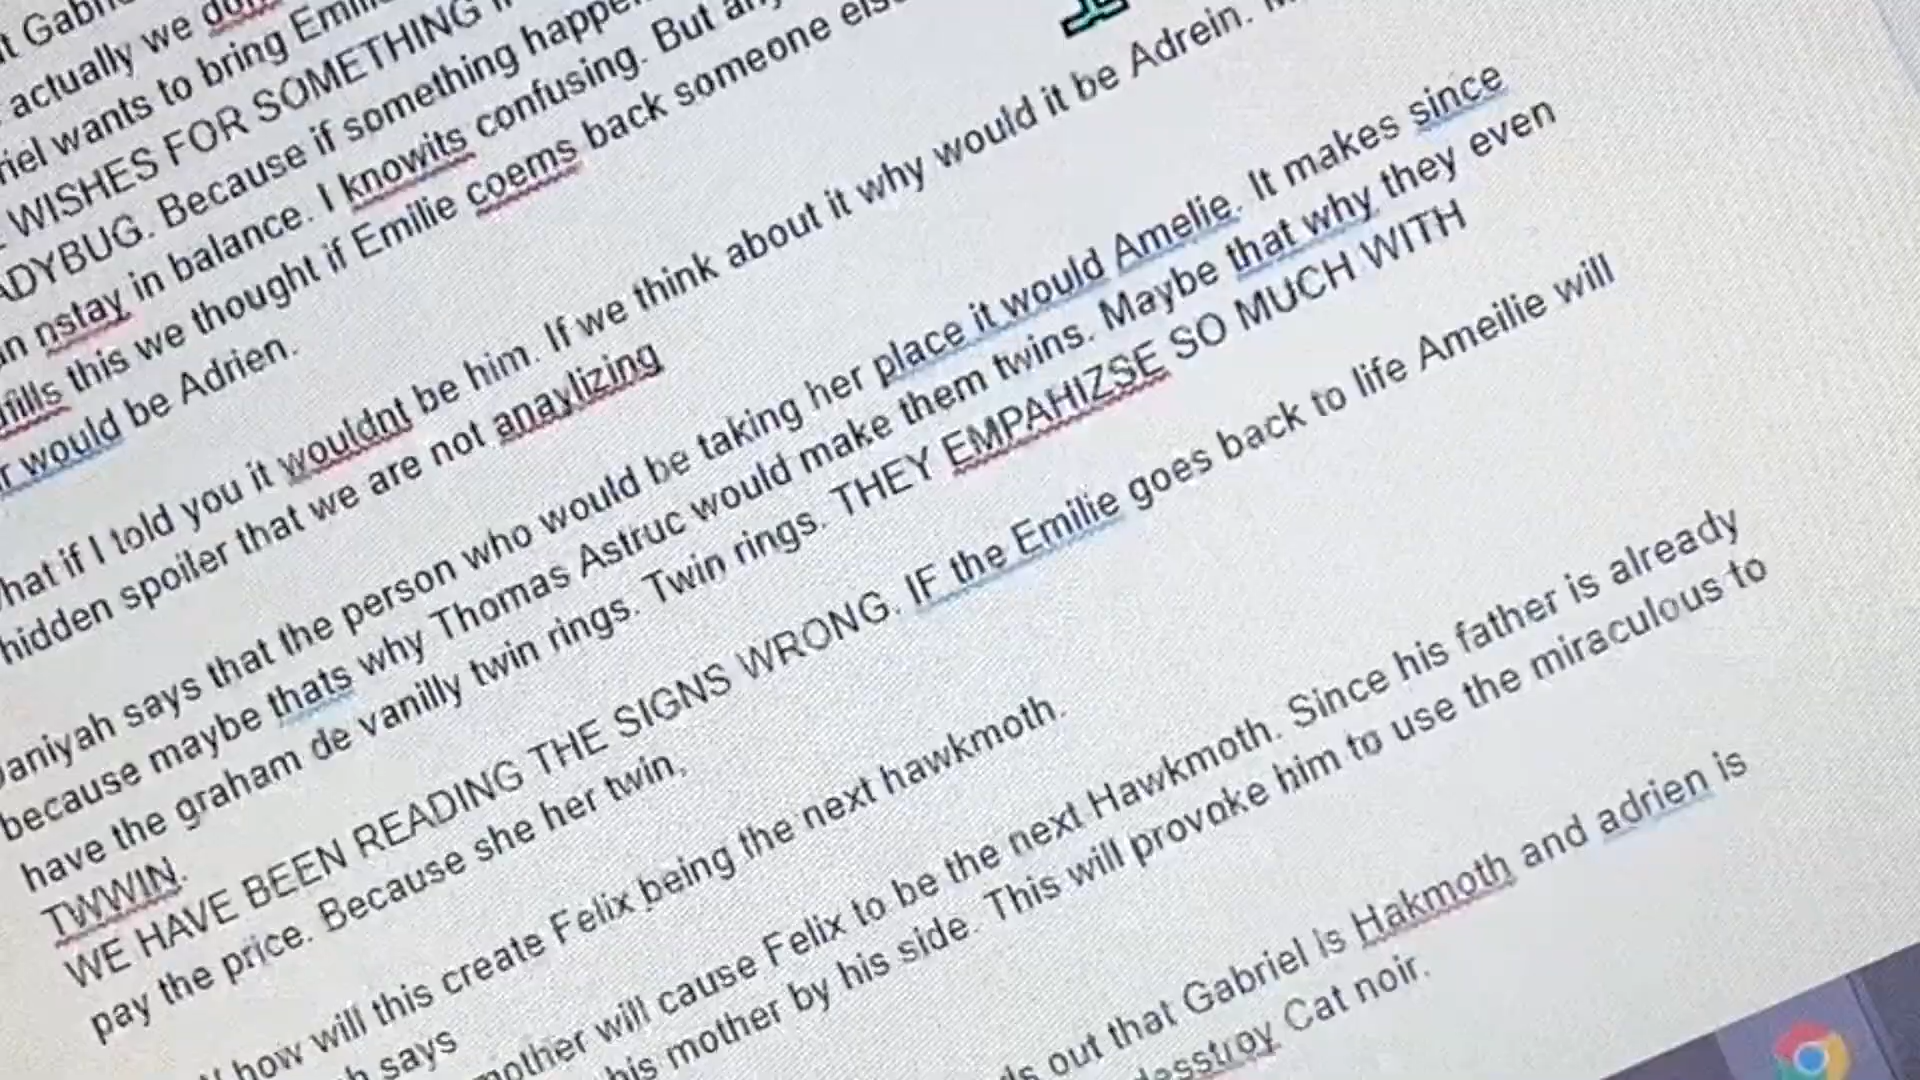 actually we
riel wants to bring
WISHES FOR SOMETHING
ADYBUG. Because if something
nstay in balance. I knowits confusing. But
fills this we thought if Emilie coems back someone
would be Adrien.
hat if I told you it wouldnt be him. If we think about it why would it be Adrein.
hidden spoiler that we are not anaylizing
aniyah says that the person who would be taking her place it would Amelie. It makes since
because maybe thats why Thomas Astruc would make them twins. Maybe that why they even
have the graham de vanilly twin rings. Twin rings. THEY EMPAHIZSE SO MUCH WITH
TWWIN.
WE HAVE BEEN READING THE SIGNS WRONG. IF the Emilie goes back to life Ameilie will
pay the price. Because she her twin,
how will this create Felix being the next hawkmoth.
says
mother will cause Felix to be the next Hawkmoth. Since his father is already
his mother by his side. This will provoke him to use the miraculous to
out that Gabriel is Hakmoth and adrien is
Cat noir.